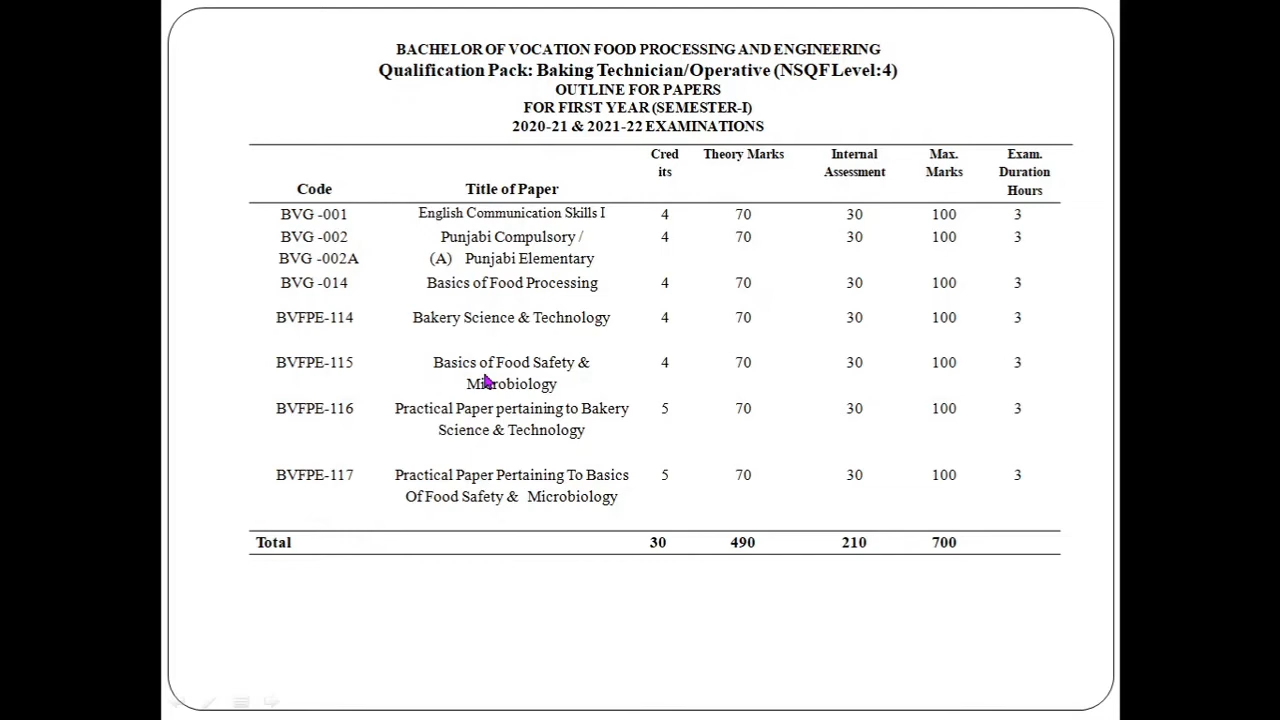 BACHELOR OF VOCATION FOOD PROCESSING AND ENGINEERING
Qualification Pack: Baking Technician/Operative (NSQF Level:4)
OUTLINE FOR PAPERS
FOR FIRST YEAR (SEMESTER-I)
2020-21 & 2021-22 EXAMINATIONS
Code Title of Paper Cred its Theory Marks Internal Assessment Max. Marks Exam. Duration Hours
BVG -001 English Communication Skills I 4 70 30 100 3
BVG -002 Punjabi Compulsory / 4 70 30 100 3
BVG -002A (A) Punjabi Elementary
BVG -014 Basics of Food Processing 4 70 30 100 3
BVFPE-114 Bakery Science & Technology 4 70 30 100 3
BVFPE-115 Basics of Food Safety & 4 70 30 100 3
Microbiology
BVFPE-116 Practical Paper pertaining to Bakery 5 70 30 100 3
Science & Technology
BVFPE-117 Practical Paper Pertaining To Basics 5 70 30 100 3
Of Food Safety & Microbiology
Total 30 490 210 700